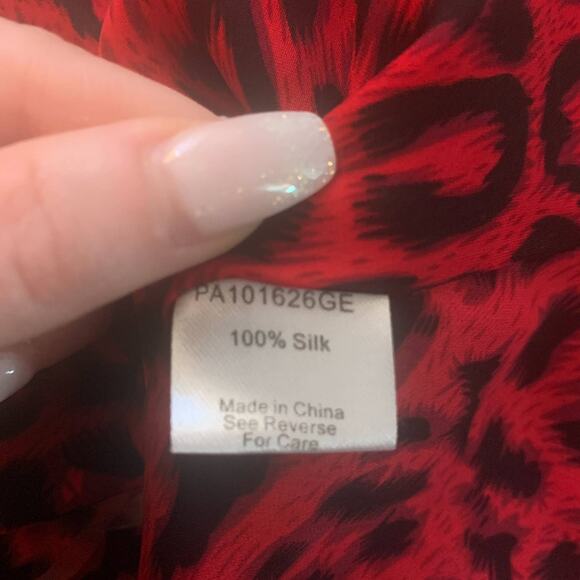 PA101626GE
100% Silk
Made in China
See Reverse
For Care